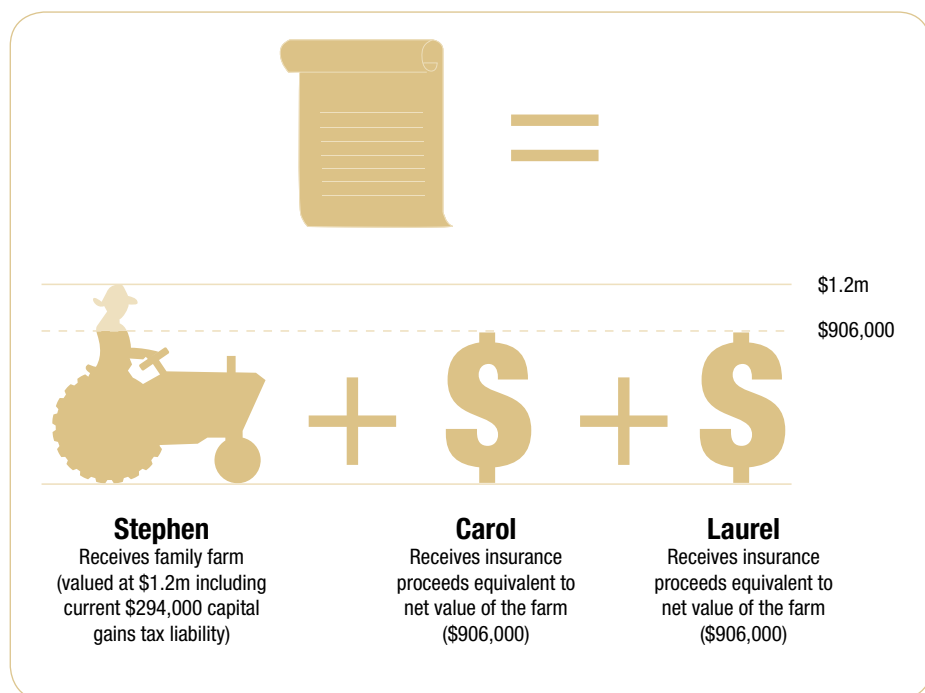 $1.2m
$906,000
Stephen
Receives family farm
(valued at $1.2m including
current $294,000 capital
gains tax liability)
Carol
Receives insurance
proceeds equivalent to
net value of the farm
($906,000)
Laurel
Receives insurance
proceeds equivalent to
net value of the farm
($906,000)